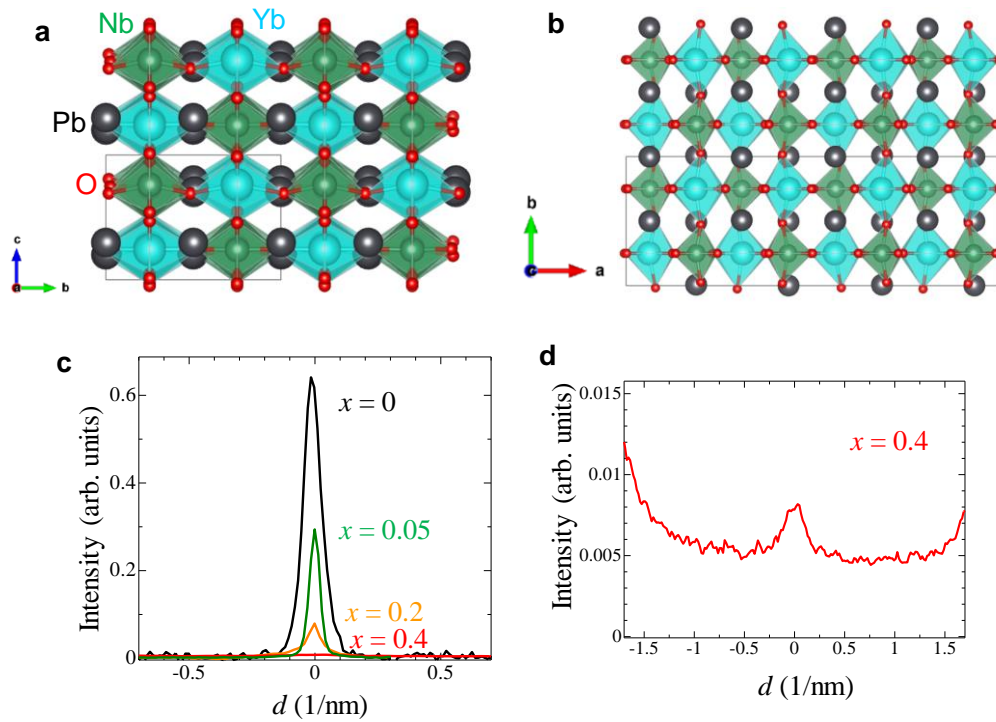 a
Nb
Yb
Pb
O
c
a
b
b
b
a
c
Intensity (arb. units)
0.6
0.4
0.2
0
x = 0
x = 0.05
x = 0.2
x = 0.4
-0.5
0
0.5
d (1/nm)
d
Intensity (arb. units)
0.015
0.01
0.005
0
x = 0.4
-1.5
-1
-0.5
0
0.5
1
1.5
d (1/nm)